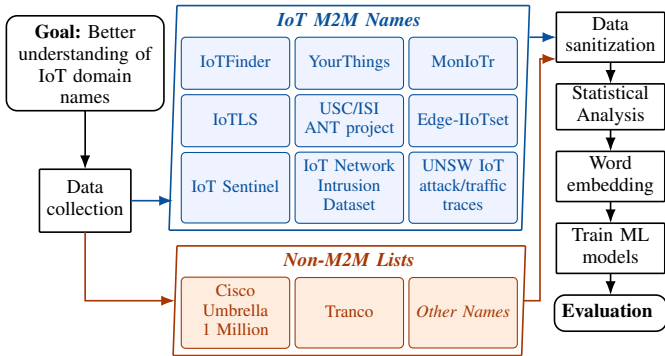 Goal: Better
understanding of
IoT domain
names
Data
collection
IoT M2M Names
IoTFinder
YourThings
MonIoTr
IoTLS
USC/ISI
ANT project
Edge-IIoTset
IoT Sentinel
IoT Network
Intrusion
Dataset
UNSW IoT
attack/traffic
traces
Non-M2M Lists
Cisco
Umbrella
1 Million
Tranco
Other Names
Data
sanitization
Statistical
Analysis
Word
embedding
Train ML
models
Evaluation